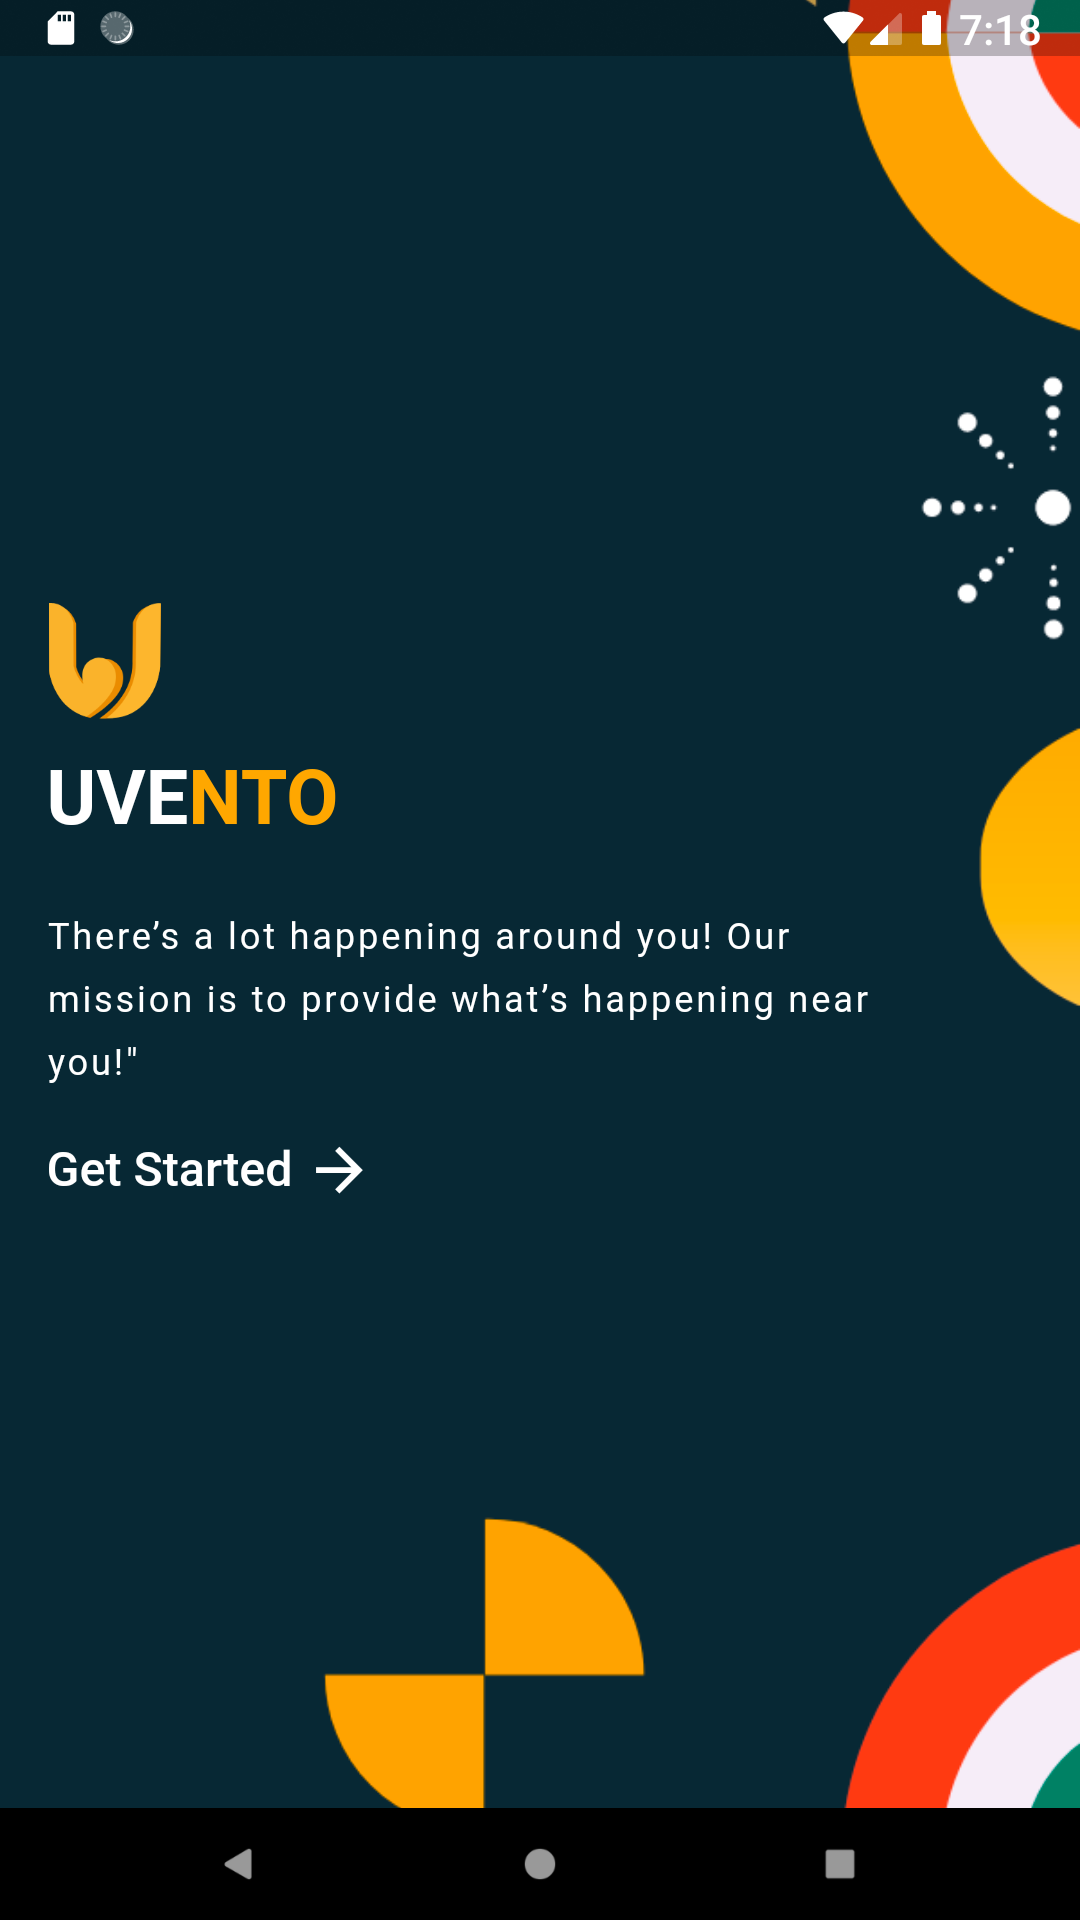 7:18
UVENTO
There’s a lot happening around you! Our
mission is to provide what’s happening near
you!"
Get Started